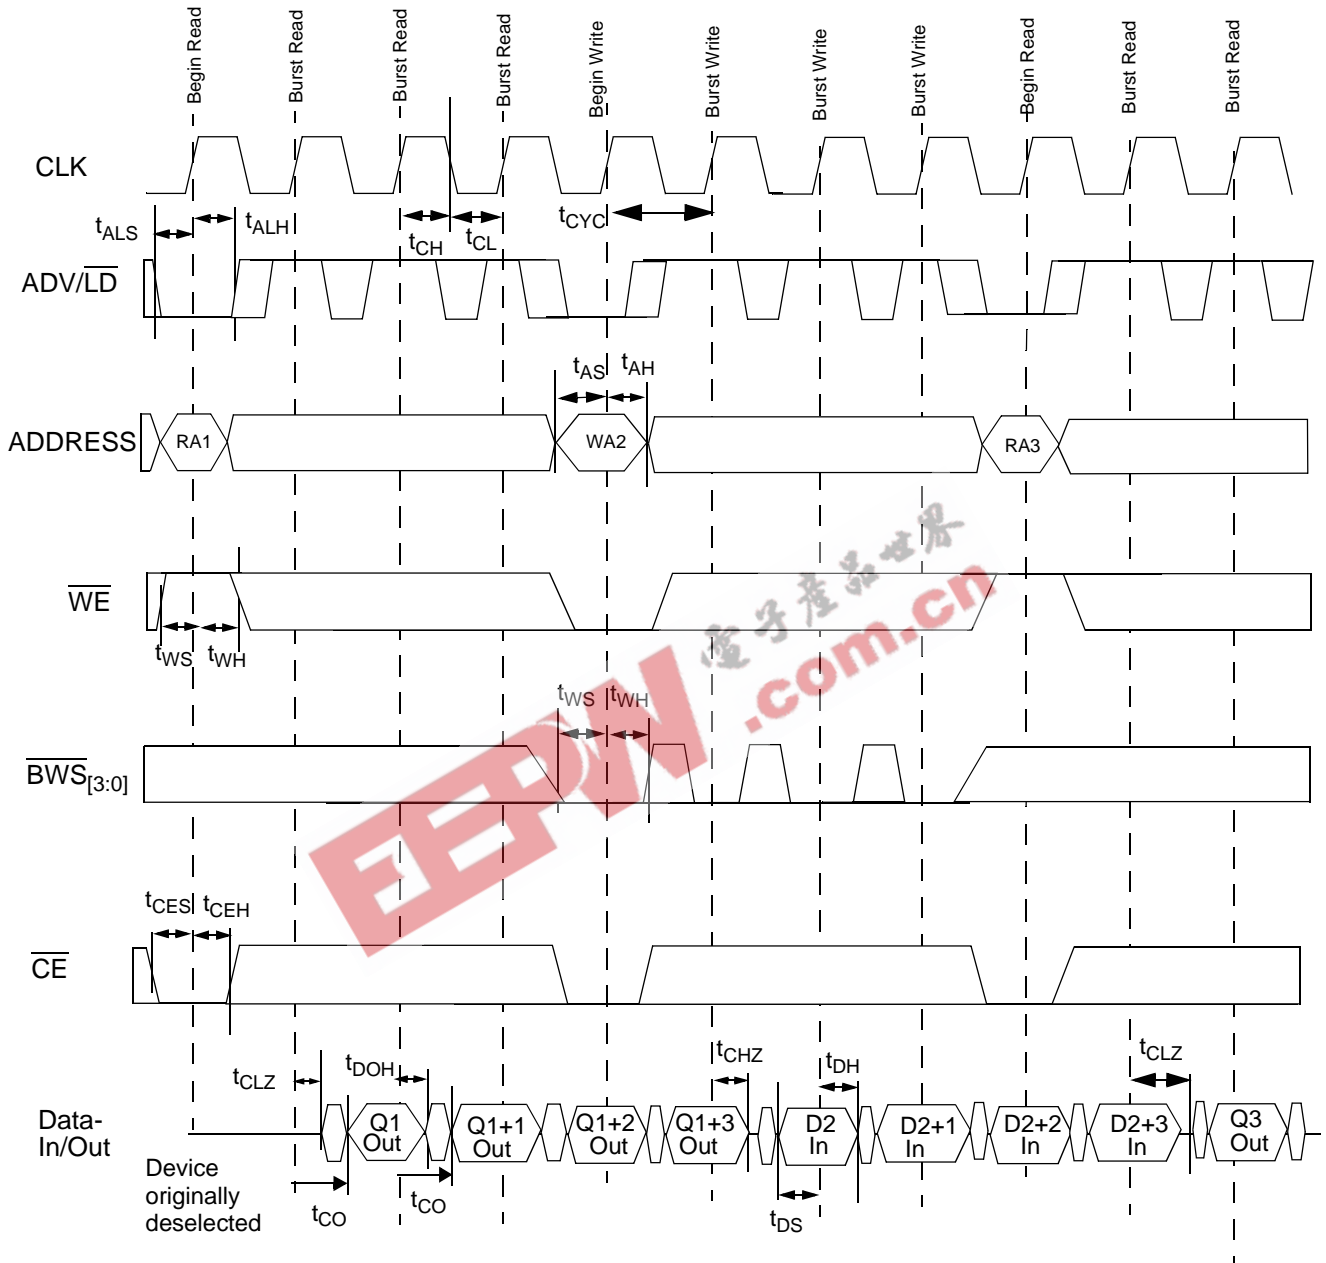 Begin Read
Burst Read
Burst Read
Burst Read
Begin Write
Burst Write
Burst Write
Burst Write
Begin Read
Burst Read
Burst Read
CLK
tALS
tALH
tCH
tCL
tCYC
ADV/LD
tAS
tAH
ADDRESS
RA1
WA2
RA3
WE
tWS
tWH
電子產品世界
.com.cn
EEPW
tWS
tWH
BWS[3:0]
tCES
tCEH
CE
tCLZ
tDOH
tCHZ
tDH
tCLZ
Data-
In/Out
Q1
Out
Q1+1
Out
Q1+2
Out
Q1+3
Out
D2
In
D2+1
In
D2+2
In
D2+3
In
Q3
Out
Device
originally
deselected
tCO
tCO
tDS